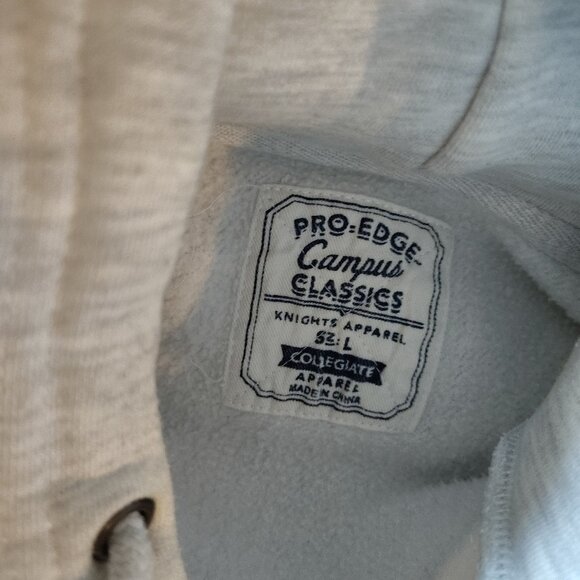 PRO-EDGE
Campus
CLASSICS
KNIGHTS APPAREL
SZ: L
COLLEGIATE
APPAREL
MADE IN CHINA